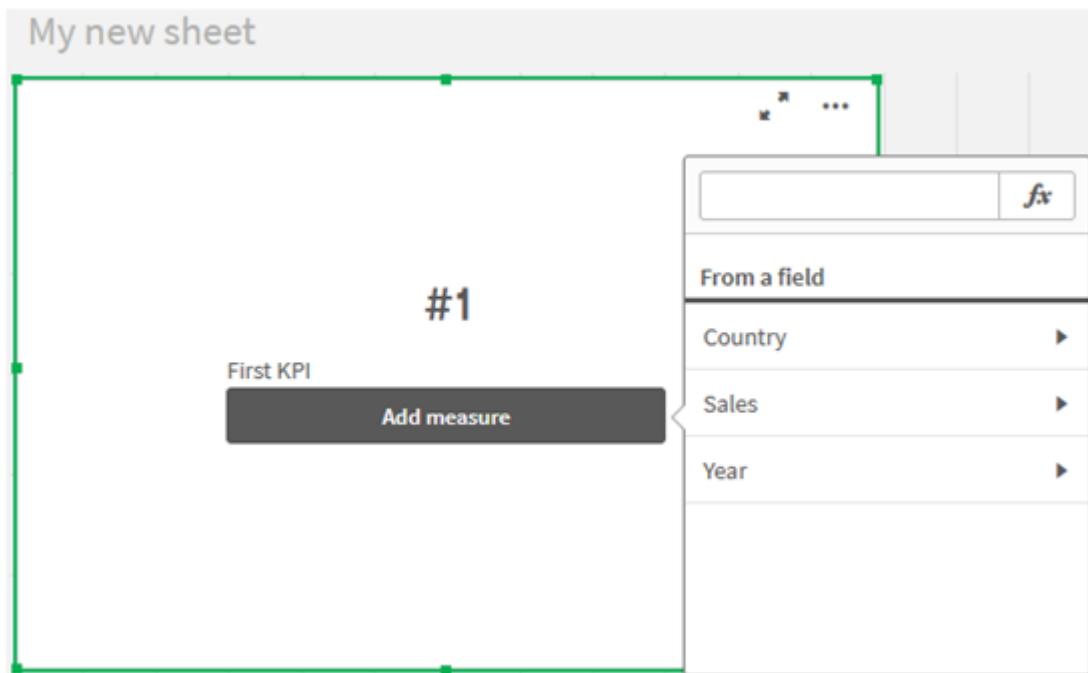 My new sheet
#1
First KPI
Add measure
fx
From a field
Country
Sales
Year